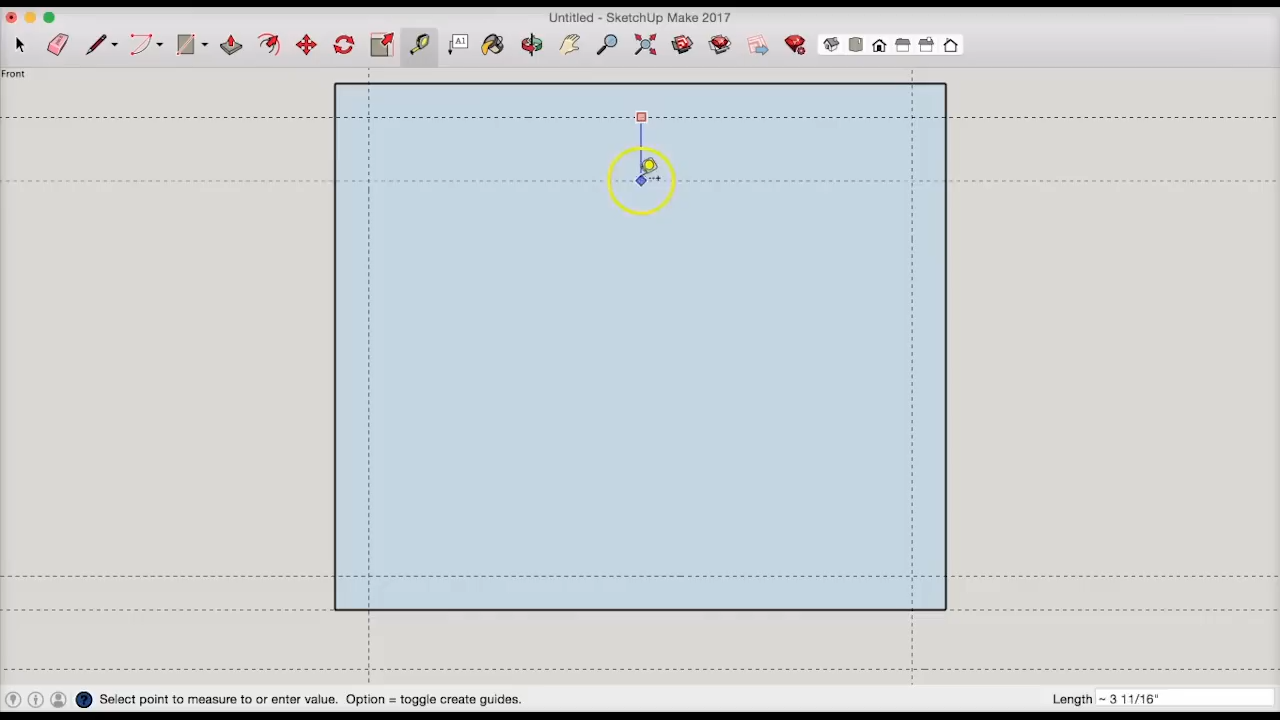 Untitled - SketchUp Make 2017
A1
Front
Select point to measure to or enter value. Option = toggle create guides.
Length ~ 3 11/16"